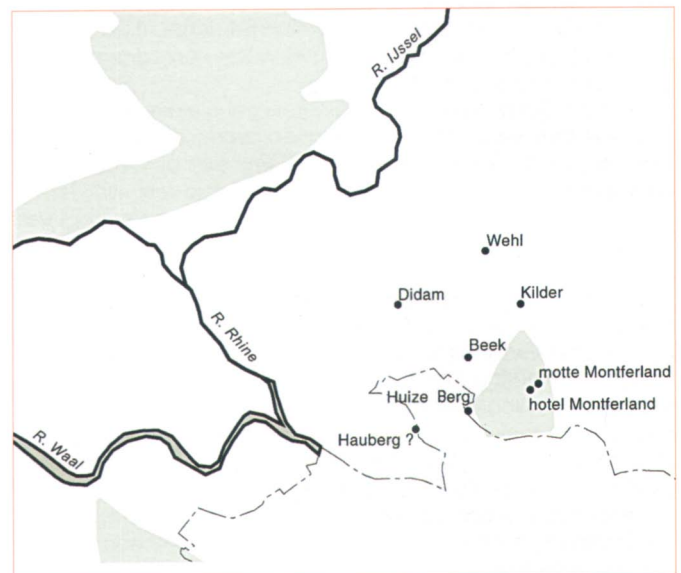 R. IJssel
Wehl
Didam
Kilder
R. Rhine
Beek
motte Montferland
Huize Berg
hotel Montferland
Hauberg ?
R. Waal